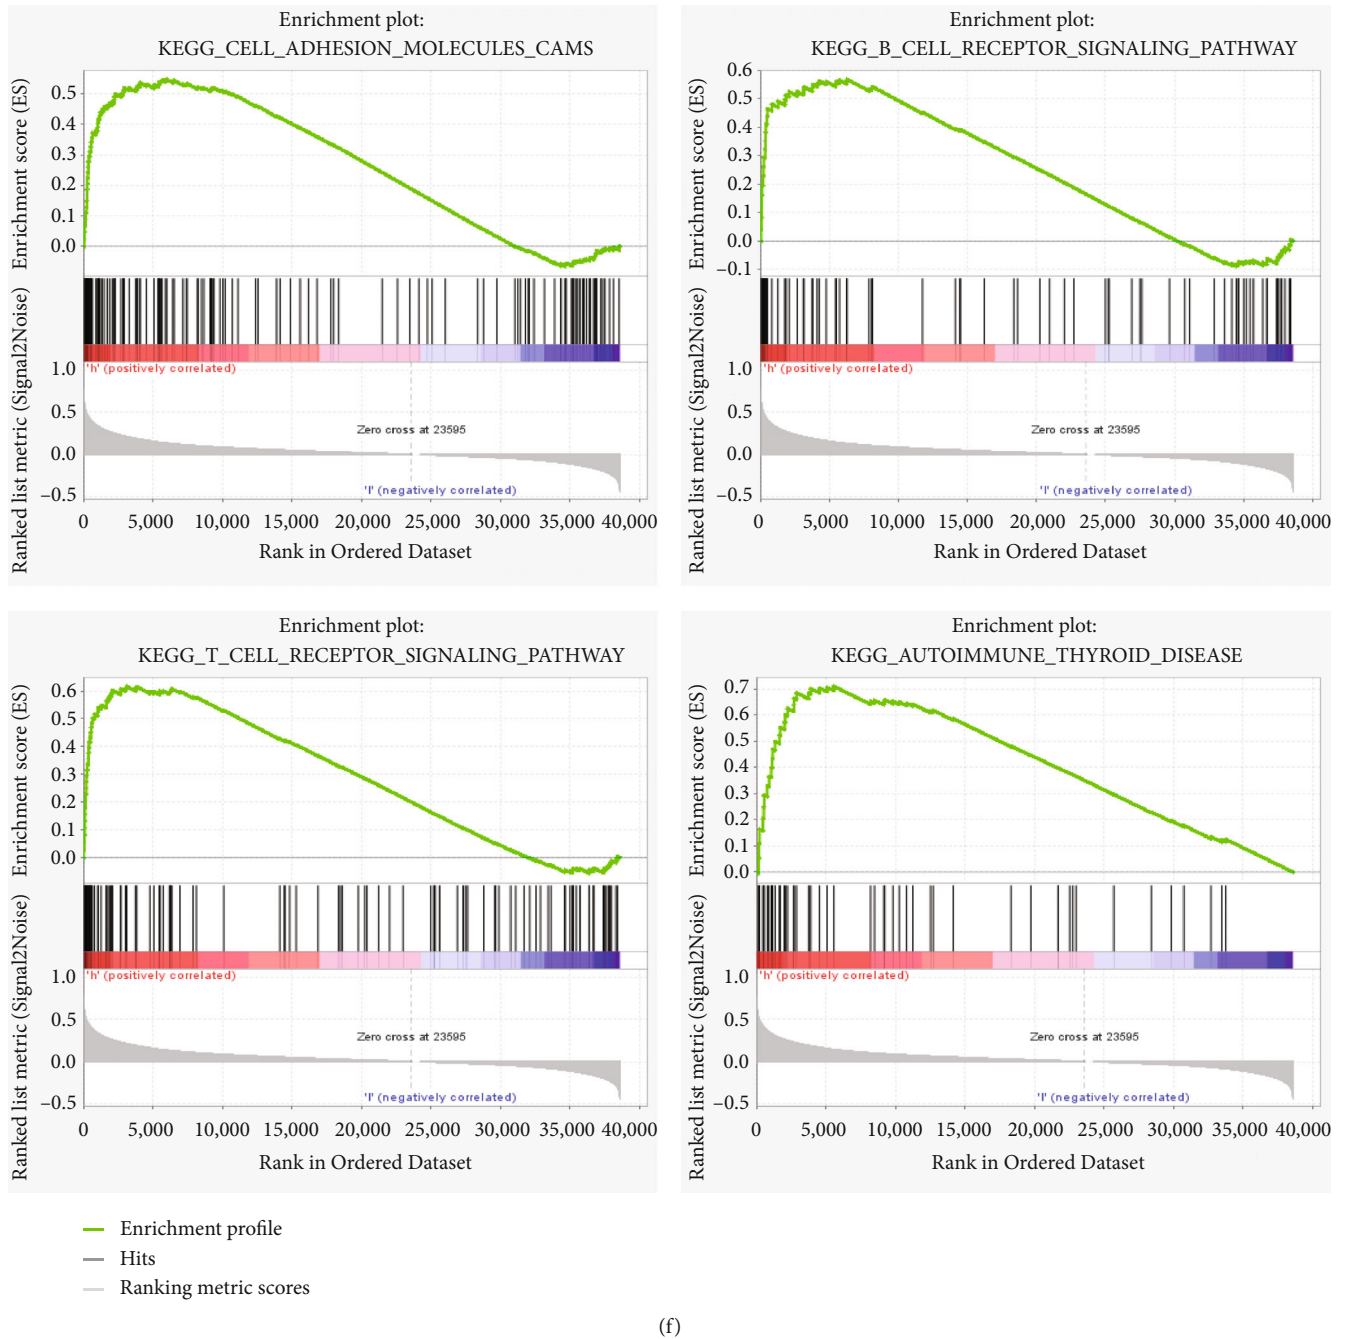 Enrichment plot:
KEGG_CELL_ADHESION_MOLECULES_CAMS
Enrichment score (ES)
0.5
0.4
0.3
0.2
0.1
0.0
Ranked list metric (Signal2Noise)
1.0
0.5
0.0
−0.5
'h' (positively correlated)
Zero cross at 23595
'l' (negatively correlated)
0 5,000 10,000 15,000 20,000 25,000 30,000 35,000 40,000
Rank in Ordered Dataset
Enrichment plot:
KEGG_B_CELL_RECEPTOR_SIGNALING_PATHWAY
Enrichment score (ES)
0.6
0.5
0.4
0.3
0.2
0.1
0.0
−0.1
Ranked list metric (Signal2Noise)
1.0
0.5
0.0
−0.5
'h' (positively correlated)
Zero cross at 23595
'l' (negatively correlated)
0 5,000 10,000 15,000 20,000 25,000 30,000 35,000 40,000
Rank in Ordered Dataset
Enrichment plot:
KEGG_T_CELL_RECEPTOR_SIGNALING_PATHWAY
Enrichment score (ES)
0.6
0.5
0.4
0.3
0.2
0.1
0.0
Ranked list metric (Signal2Noise)
1.0
0.5
0.0
−0.5
'h' (positively correlated)
Zero cross at 23595
'l' (negatively correlated)
0 5,000 10,000 15,000 20,000 25,000 30,000 35,000 40,000
Rank in Ordered Dataset
Enrichment plot:
KEGG_AUTOIMMUNE_THYROID_DISEASE
Enrichment score (ES)
0.7
0.6
0.5
0.4
0.3
0.2
0.1
0.0
Ranked list metric (Signal2Noise)
1.0
0.5
0.0
−0.5
'h' (positively correlated)
Zero cross at 23595
'l' (negatively correlated)
0 5,000 10,000 15,000 20,000 25,000 30,000 35,000 40,000
Rank in Ordered Dataset
Enrichment profile
Hits
Ranking metric scores
(f)